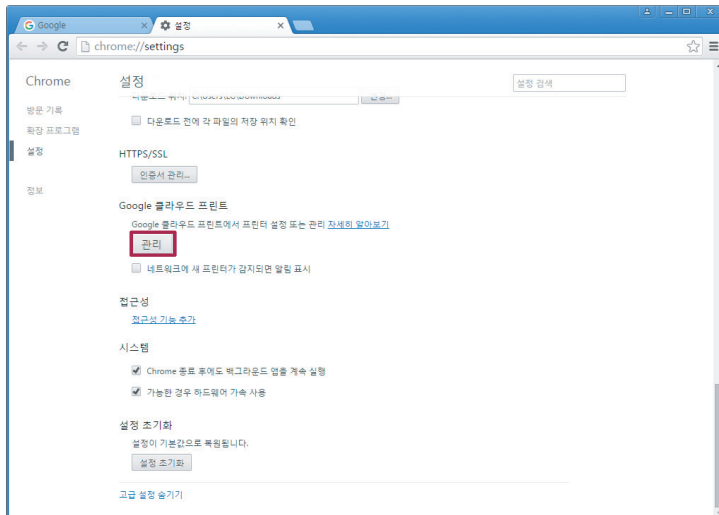 Google
설정
chrome://settings
Chrome
설정
설정 검색
방문 기록
확장 프로그램
설정
정보
다운로드 위치:
다운로드 전에 각 파일의 저장 위치 확인
HTTPS/SSL
인증서 관리...
Google 클라우드 프린트
Google 클라우드 프린트에서 프린터 설정 또는 관리 자세히 알아보기
관리
네트워크에 새 프린터가 감지되면 알림 표시
접근성
접근성 기능 추가
시스템
Chrome 종료 후에도 백그라운드 앱을 계속 실행
가능한 경우 하드웨어 가속 사용
설정 초기화
설정이 기본값으로 복원됩니다.
설정 초기화
고급 설정 숨기기